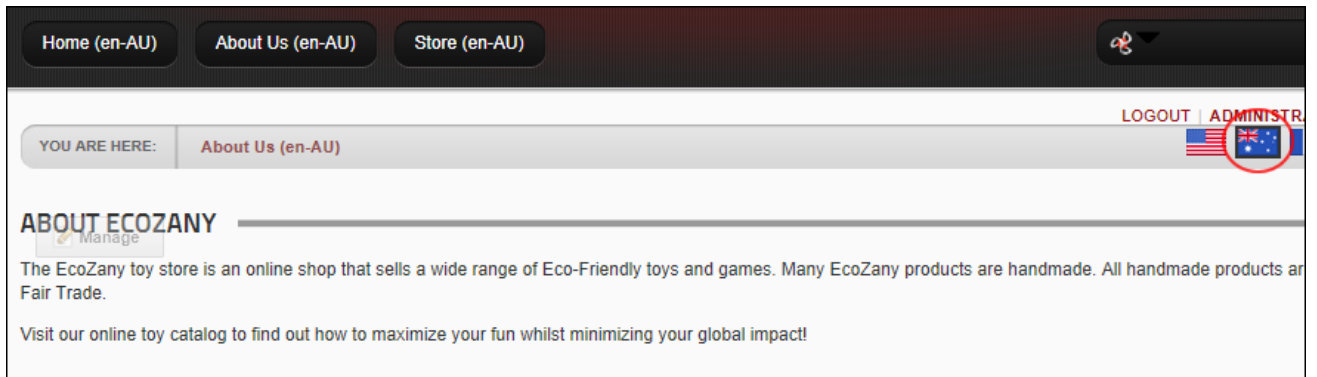 Home (en-AU) About Us (en-AU) Store (en-AU)
LOGOUT | ADMINISTRA
YOU ARE HERE: About Us (en-AU)
ABOUT ECOZANY
Manage
The EcoZany toy store is an online shop that sells a wide range of Eco-Friendly toys and games. Many EcoZany products are handmade. All handmade products ar
Fair Trade.
Visit our online toy catalog to find out how to maximize your fun whilst minimizing your global impact!